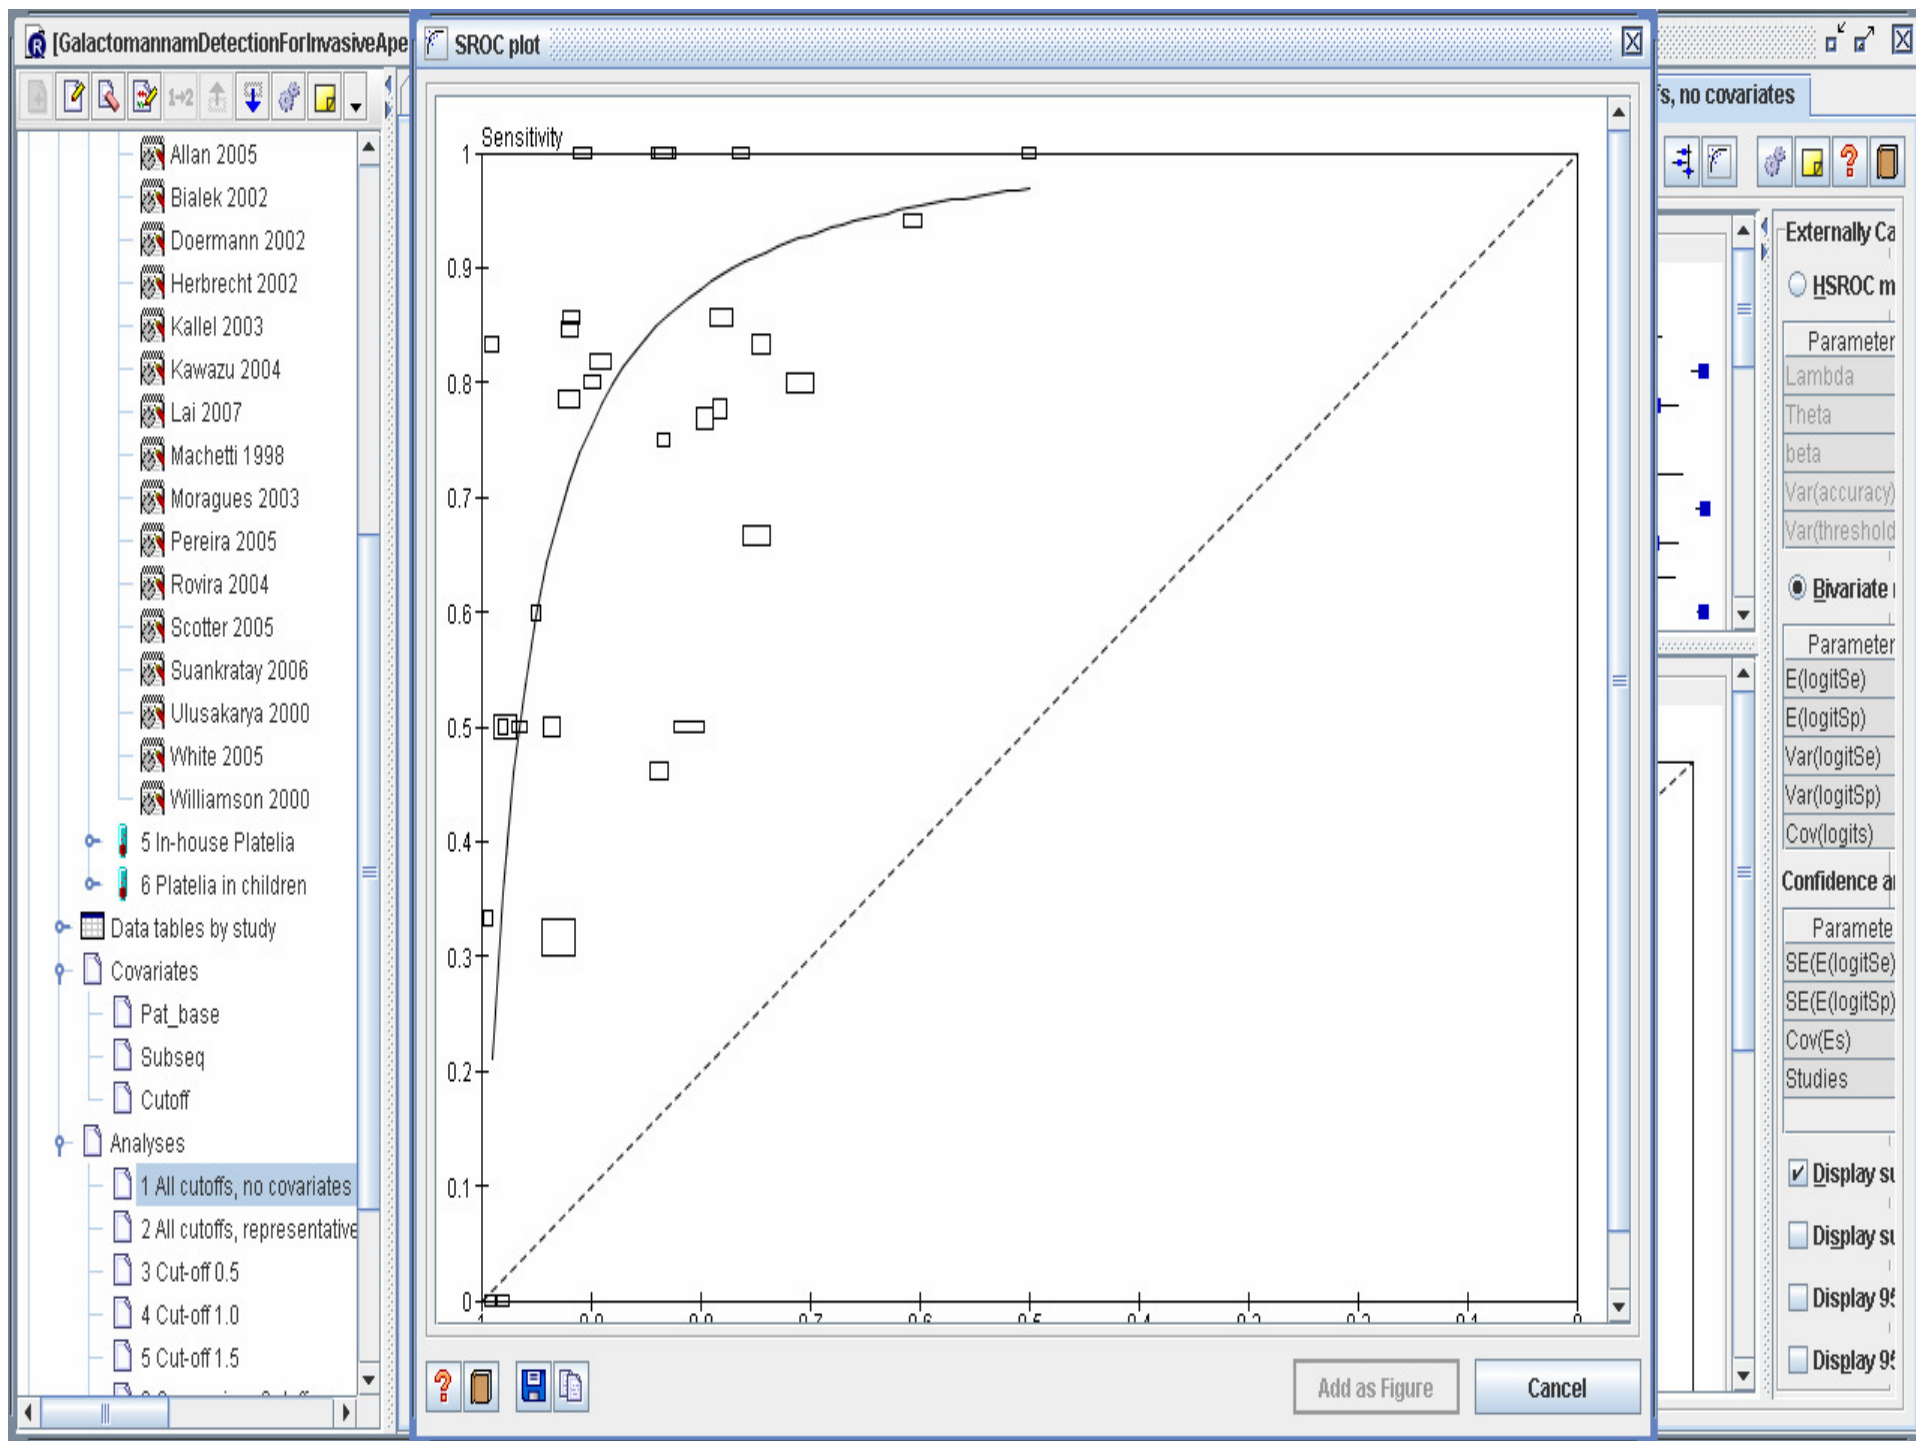 [GalactomannamDetectionForInvasiveApe
1→2
Allan 2005
Bialek 2002
Doermann 2002
Herbrecht 2002
Kallel 2003
Kawazu 2004
Lai 2007
Machetti 1998
Moragues 2003
Pereira 2005
Rovira 2004
Scotter 2005
Suankratay 2006
Ulusakarya 2000
White 2005
Williamson 2000
5 In-house Platelia
6 Platelia in children
Data tables by study
Covariates
Pat_base
Subseq
Cutoff
Analyses
1 All cutoffs, no covariates
2 All cutoffs, representative
3 Cut-off 0.5
4 Cut-off 1.0
5 Cut-off 1.5
SROC plot
Sensitivity
1
0.9
0.8
0.7
0.6
0.5
0.4
0.3
0.2
0.1
0
Add as Figure
Cancel
s, no covariates
Externally Ca
HSROC m
Parameter
Lambda
Theta
beta
Var(accuracy)
Var(threshold
Bivariate
Parameter
E(logitSe)
E(logitSp)
Var(logitSe)
Var(logitSp)
Cov(logits)
Confidence a
Paramete
SE(E(logitSe)
SE(E(logitSp)
Cov(Es)
Studies
Display su
Display su
Display 95
Display 95